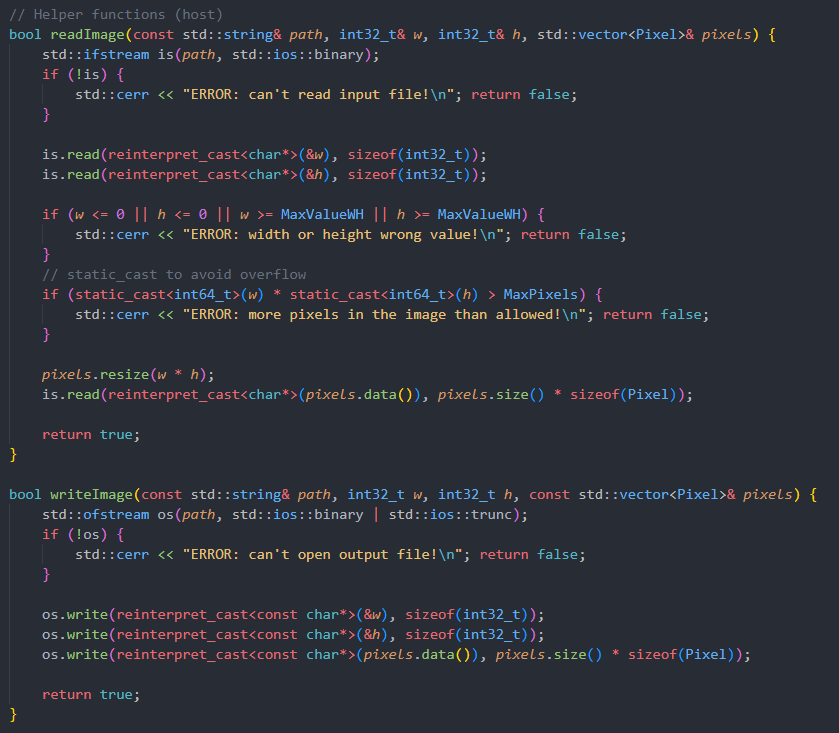 // Helper functions (host)
bool readImage(const std::string& path, int32_t& w, int32_t& h, std::vector<Pixel>& pixels) {
    std::ifstream is(path, std::ios::binary);
    if (!is) {
        std::cerr << "ERROR: can't read input file!\n"; return false;
    }

    is.read(reinterpret_cast<char*>(&w), sizeof(int32_t));
    is.read(reinterpret_cast<char*>(&h), sizeof(int32_t));

    if (w <= 0 || h <= 0 || w >= MaxValueWH || h >= MaxValueWH) {
        std::cerr << "ERROR: width or height wrong value!\n"; return false;
    }
    // static_cast to avoid overflow
    if (static_cast<int64_t>(w) * static_cast<int64_t>(h) > MaxPixels) {
        std::cerr << "ERROR: more pixels in the image than allowed!\n"; return false;
    }

    pixels.resize(w * h);
    is.read(reinterpret_cast<char*>(pixels.data()), pixels.size() * sizeof(Pixel));

    return true;
}

bool writeImage(const std::string& path, int32_t w, int32_t h, const std::vector<Pixel>& pixels) {
    std::ofstream os(path, std::ios::binary | std::ios::trunc);
    if (!os) {
        std::cerr << "ERROR: can't open output file!\n"; return false;
    }

    os.write(reinterpret_cast<const char*>(&w), sizeof(int32_t));
    os.write(reinterpret_cast<const char*>(&h), sizeof(int32_t));
    os.write(reinterpret_cast<const char*>(pixels.data()), pixels.size() * sizeof(Pixel));

    return true;
}